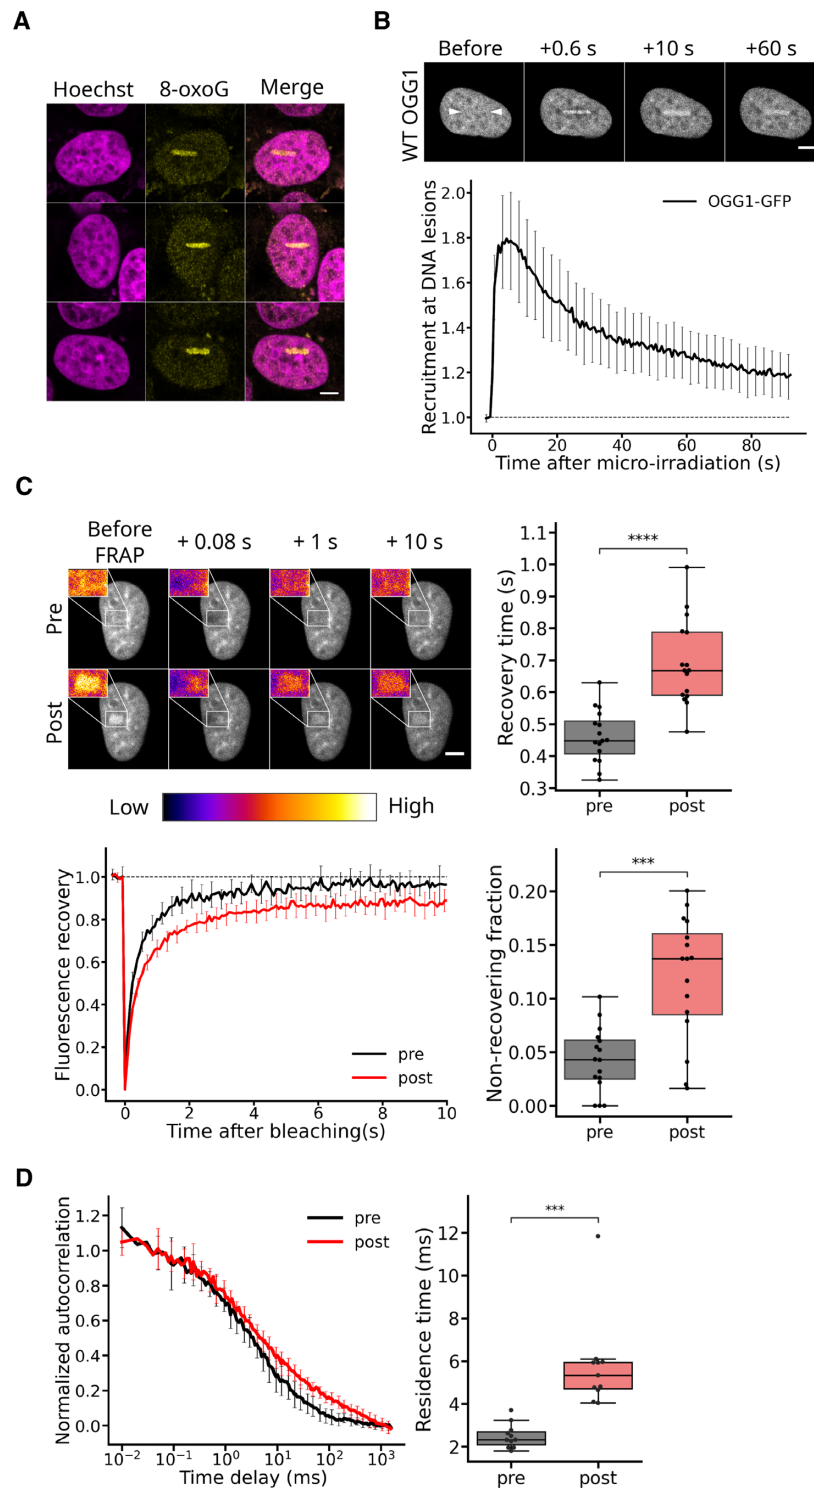 A
Hoechst 8-oxoG Merge
B
Before +0.6 s +10 s +60 s
WT OGG1
Recruitment at DNA lesions
2.0
1.8
1.6
1.4
1.2
1.0
OGG1-GFP
0 20 40 60 80
Time after micro-irradiation (s)
C
Before FRAP
+ 0.08 s + 1 s + 10 s
Pre
Post
Low High
Recovery time (s)
1.1
1.0
0.9
0.8
0.7
0.6
0.5
0.4
0.3
****
pre post
Fluorescence recovery
1.0
0.8
0.6
0.4
0.2
0.0
pre
post
0 2 4 6 8 10
Time after bleaching(s)
Non-recovering fraction
0.20
0.15
0.10
0.05
0.00
***
pre post
D
Normalized autocorrelation
1.2
1.0
0.8
0.6
0.4
0.2
0.0
pre
post
10⁻² 10⁻¹ 10⁰ 10¹ 10² 10³
Time delay (ms)
Residence time (ms)
12
10
8
6
4
2
***
pre post